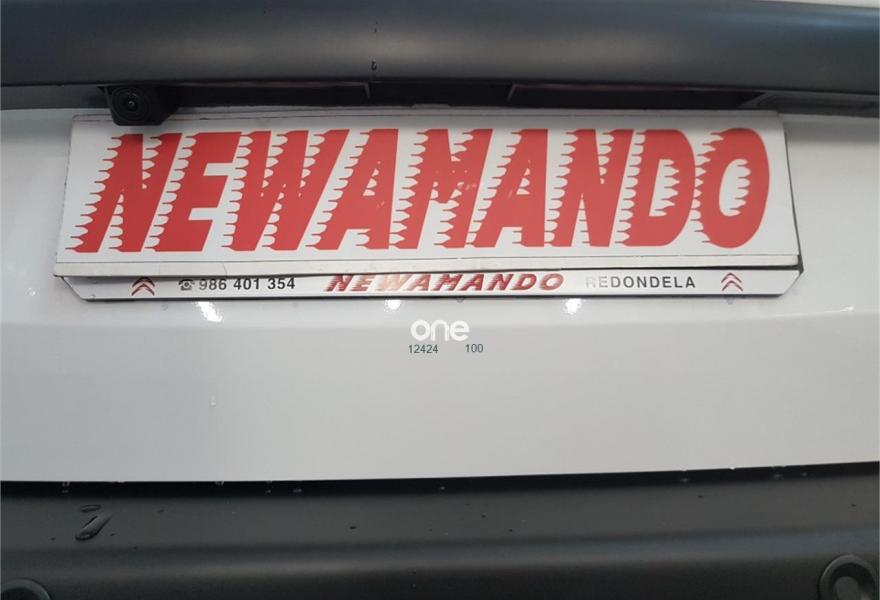 NEWAMANDO
☎ 986 401 354 NEWAMANDO REDONDELA
one
12424 100